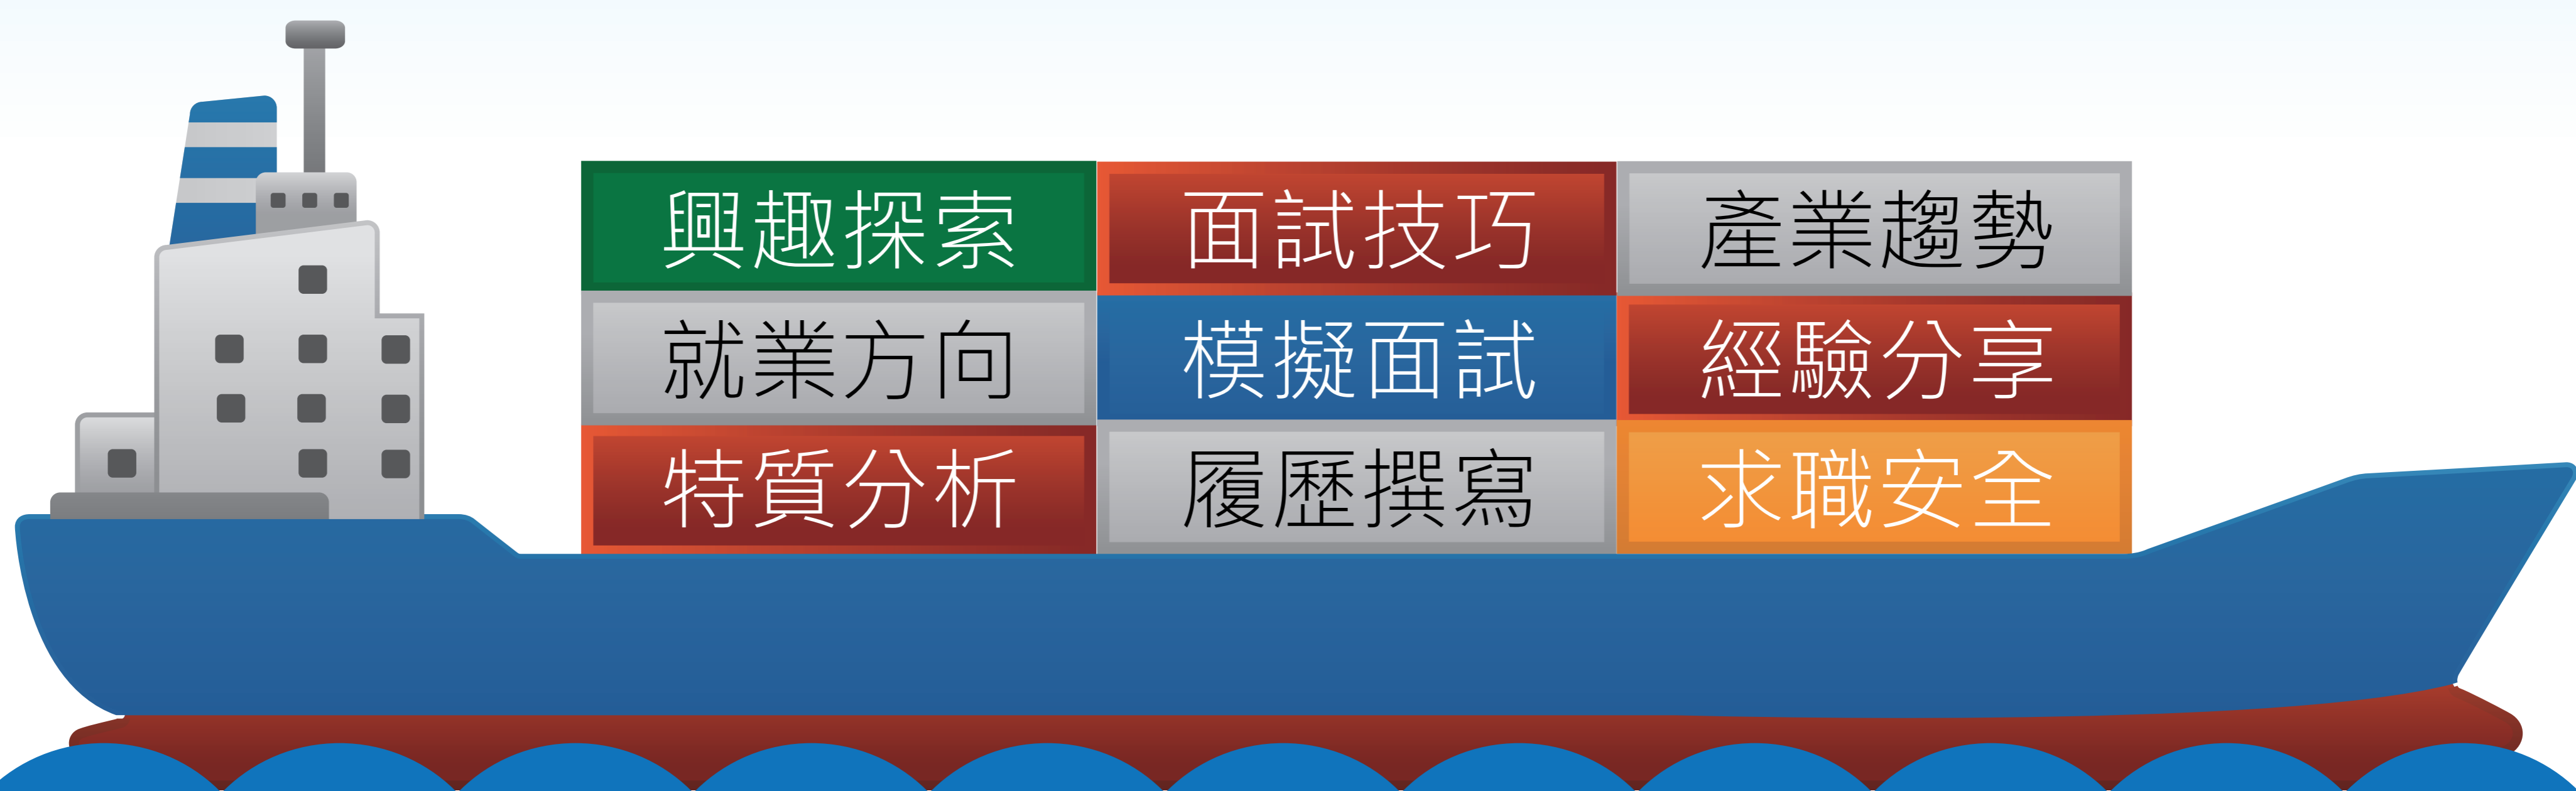 興趣探索
面試技巧
產業趨勢
就業方向
模擬面試
經驗分享
特質分析
履歷撰寫
求職安全